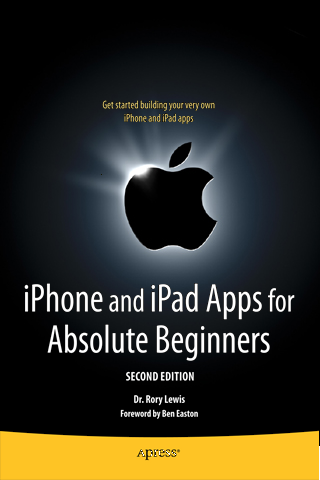 Get started building your very own
iPhone and iPad apps
iPhone and iPad Apps for
Absolute Beginners
SECOND EDITION
Dr. Rory Lewis
Foreword by Ben Easton
Apress®